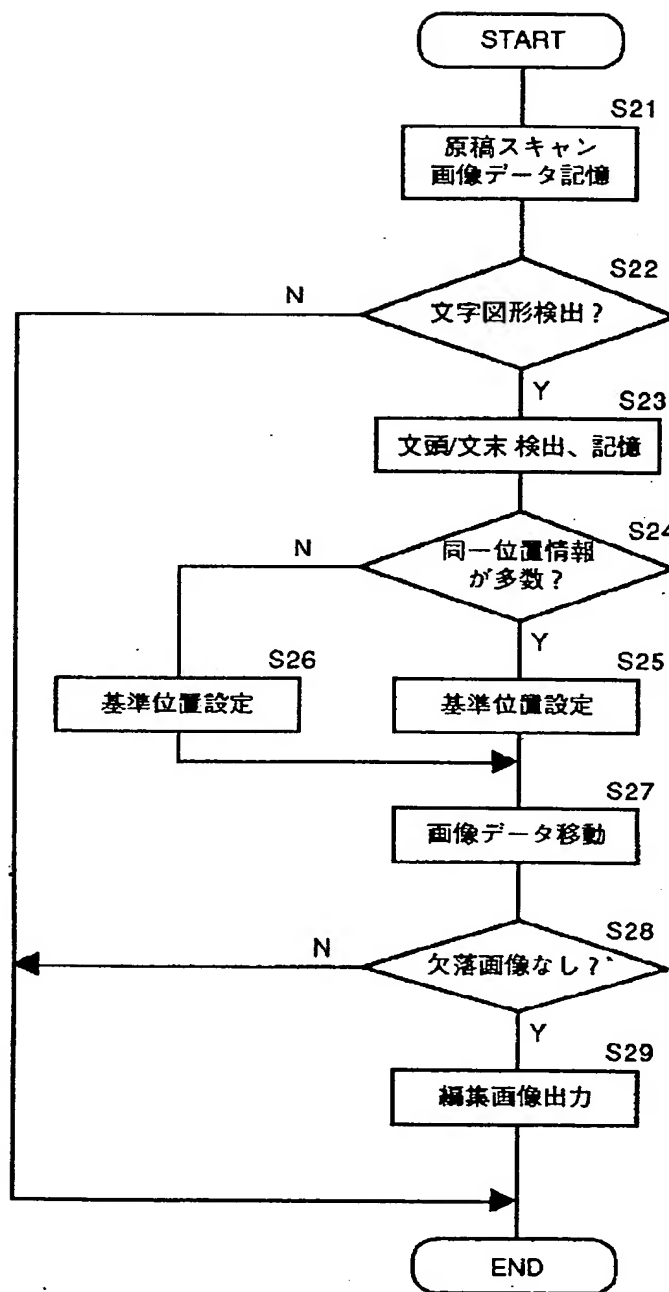 START
S21
原稿スキャン
画像データ記憶
S22
文字図形検出？
N
Y
S23
文頭/文末 検出、記憶
S24
同一位置情報
が多数？
N
Y
S26
基準位置設定
S25
基準位置設定
S27
画像データ移動
S28
欠落画像なし？
N
Y
S29
編集画像出力
END